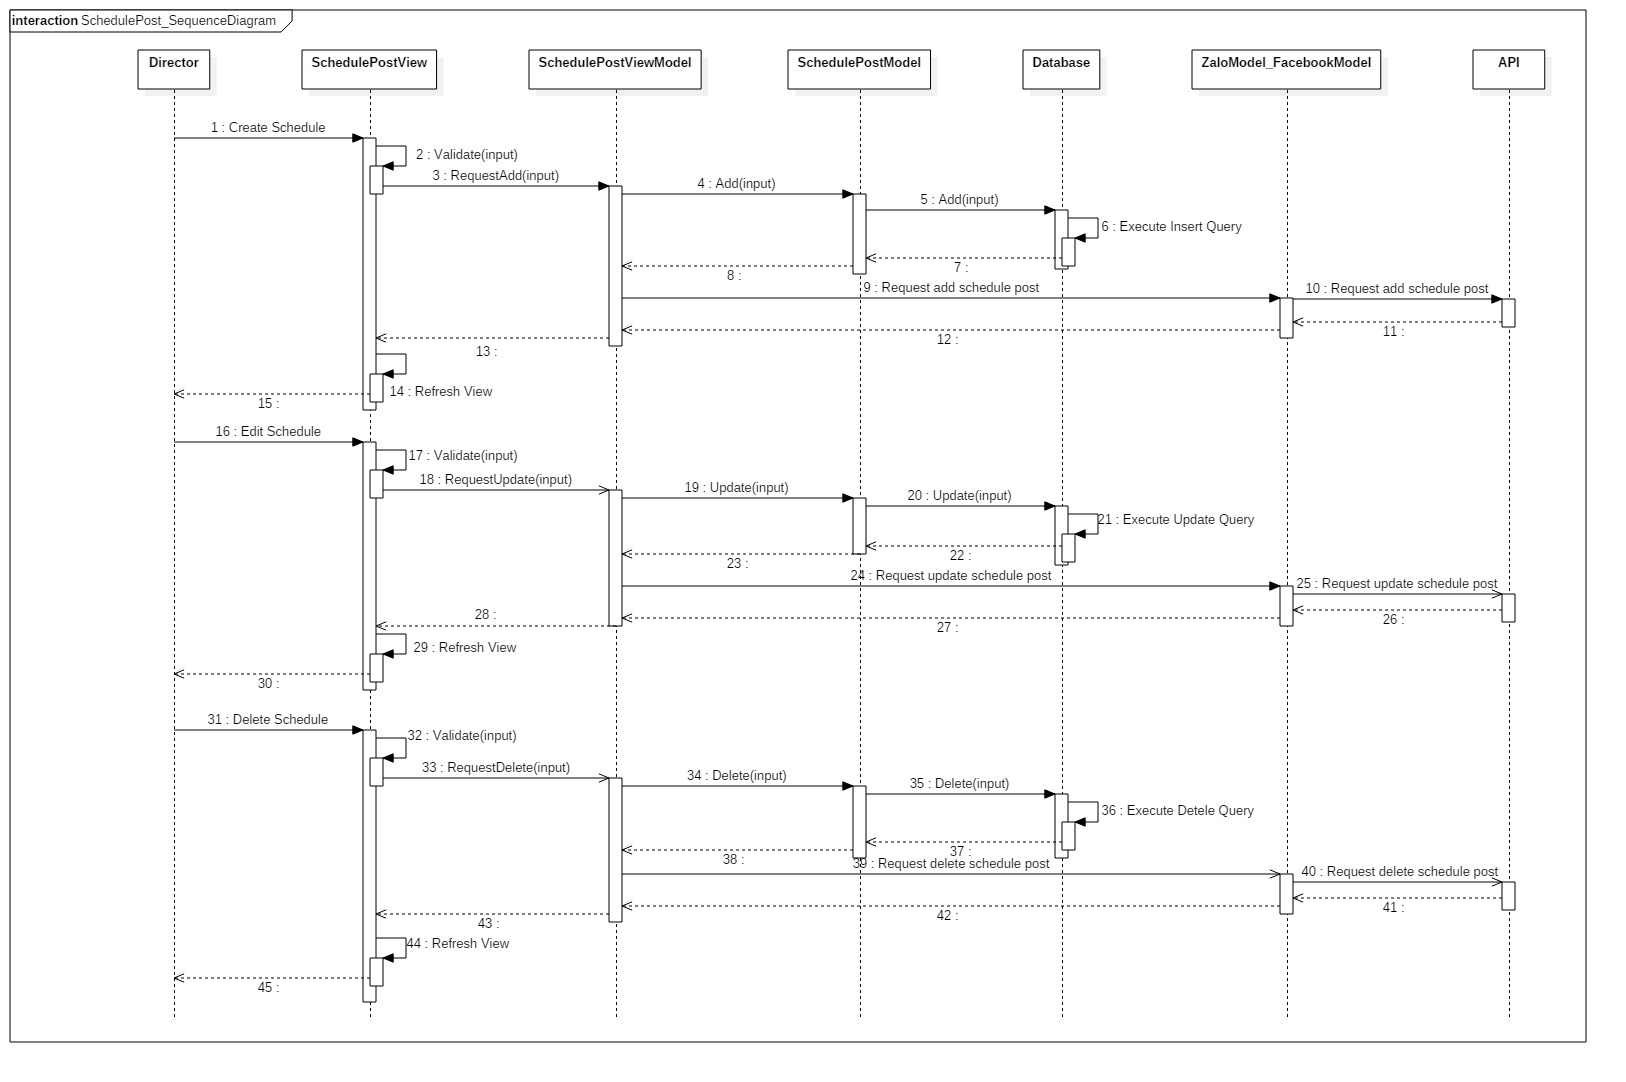 interaction SchedulePost_SequenceDiagram
Director
SchedulePostView
SchedulePostViewModel
SchedulePostModel
Database
ZaloModel_FacebookModel
API
1 : Create Schedule
2 : Validate(input)
3 : RequestAdd(input)
4 : Add(input)
5 : Add(input)
6 : Execute Insert Query
7 :
8 :
9 : Request add schedule post
10 : Request add schedule post
11 :
12 :
13 :
14 : Refresh View
15 :
16 : Edit Schedule
17 : Validate(input)
18 : RequestUpdate(input)
19 : Update(input)
20 : Update(input)
21 : Execute Update Query
22 :
23 :
24 : Request update schedule post
25 : Request update schedule post
26 :
27 :
28 :
29 : Refresh View
30 :
31 : Delete Schedule
32 : Validate(input)
33 : RequestDelete(input)
34 : Delete(input)
35 : Delete(input)
36 : Execute Detele Query
37 :
38 :
39 : Request delete schedule post
40 : Request delete schedule post
41 :
42 :
43 :
44 : Refresh View
45 :